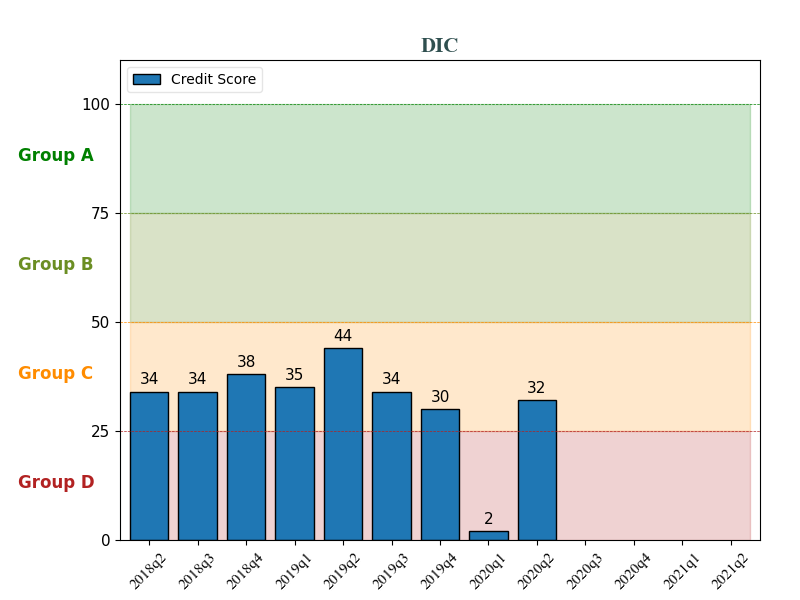 DIC
Credit Score
100
Group A
75
Group B
50
44
38
35
34
34
34
32
30
Group C
25
Group D
2
0
2018q2
2018q3
2018q4
2019q1
2019q2
2019q3
2019q4
2020q1
2020q2
2020q3
2020q4
2021q1
2021q2